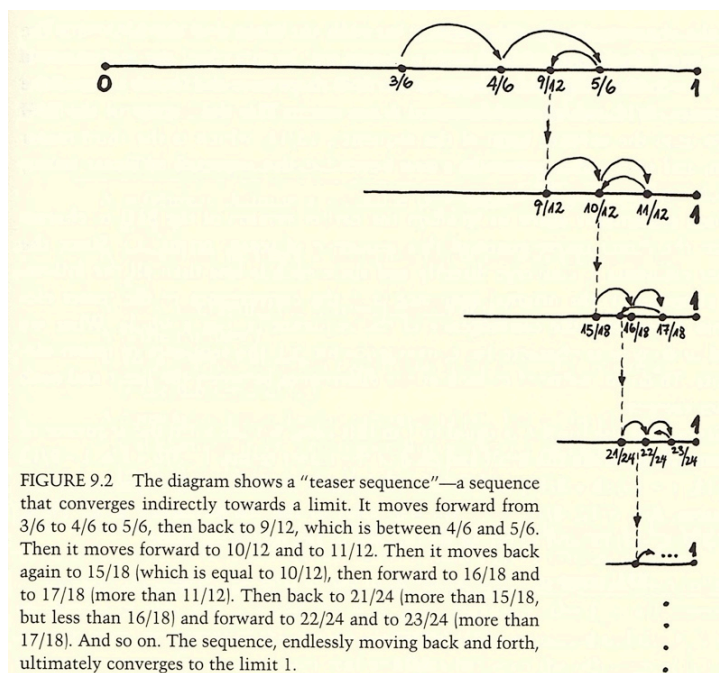 0 3/6 4/6 9/12 5/6 1
9/12 10/12 11/12 1
15/18 16/18 17/18 1
21/24 22/24 23/24 1
... 1
FIGURE 9.2 The diagram shows a “teaser sequence”—a sequence
that converges indirectly towards a limit. It moves forward from
3/6 to 4/6 to 5/6, then back to 9/12, which is between 4/6 and 5/6.
Then it moves forward to 10/12 and to 11/12. Then it moves back
again to 15/18 (which is equal to 10/12), then forward to 16/18 and
to 17/18 (more than 11/12). Then back to 21/24 (more than 15/18,
but less than 16/18) and forward to 22/24 and to 23/24 (more than
17/18). And so on. The sequence, endlessly moving back and forth,
ultimately converges to the limit 1.